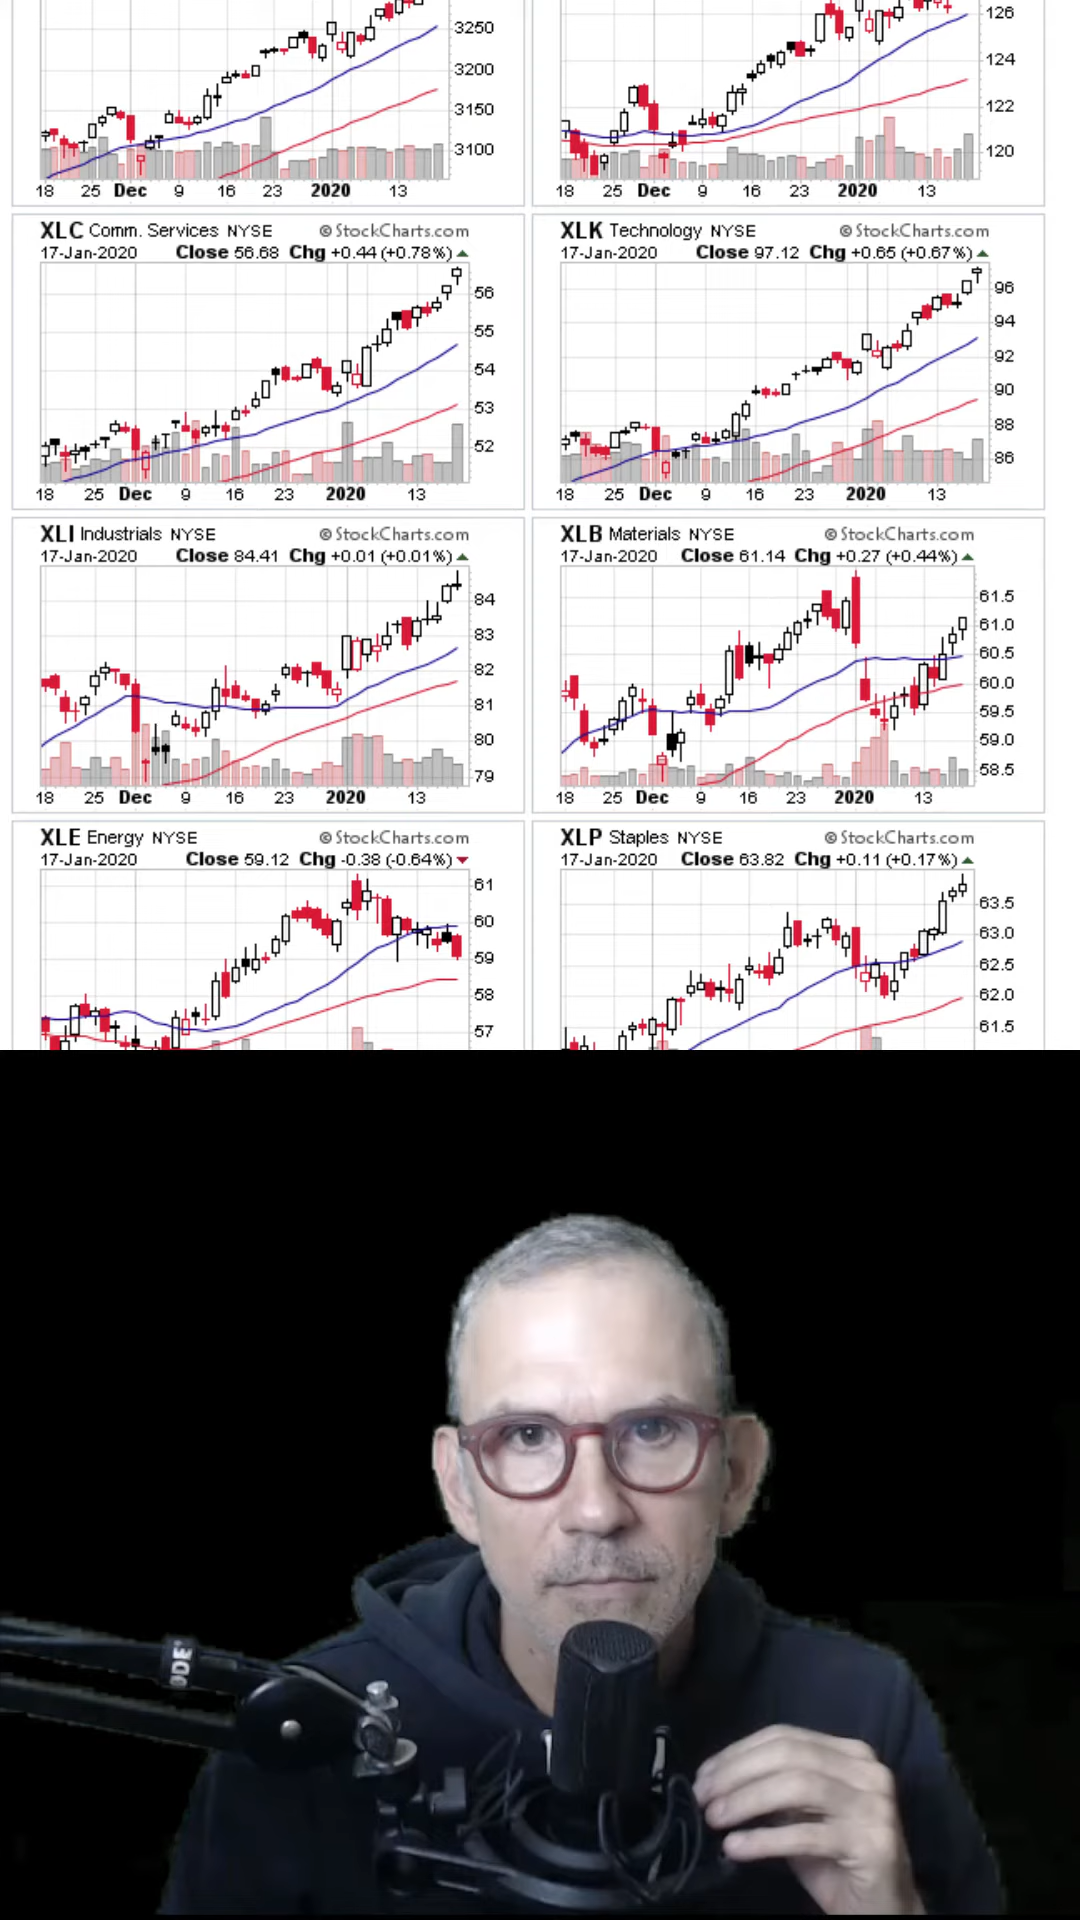 3250
3200
3150
3100
18 25 Dec 9 16 23 2020 13
126
124
122
120
18 25 Dec 9 16 23 2020 13
XLC Comm. Services NYSE © StockCharts.com
17-Jan-2020 Close 56.68 Chg +0.44 (+0.78%)
56
55
54
53
52
18 25 Dec 9 16 23 2020 13
XLK Technology NYSE © StockCharts.com
17-Jan-2020 Close 97.12 Chg +0.65 (+0.67%)
96
94
92
90
88
86
18 25 Dec 9 16 23 2020 13
XLI Industrials NYSE © StockCharts.com
17-Jan-2020 Close 84.41 Chg +0.01 (+0.01%)
84
83
82
81
80
79
18 25 Dec 9 16 23 2020 13
XLB Materials NYSE © StockCharts.com
17-Jan-2020 Close 61.14 Chg +0.27 (+0.44%)
61.5
61.0
60.5
60.0
59.5
59.0
58.5
18 25 Dec 9 16 23 2020 13
XLE Energy NYSE © StockCharts.com
17-Jan-2020 Close 59.12 Chg -0.38 (-0.64%)
61
60
59
58
57
XLP Staples NYSE © StockCharts.com
17-Jan-2020 Close 63.82 Chg +0.11 (+0.17%)
63.5
63.0
62.5
62.0
61.5
ODE